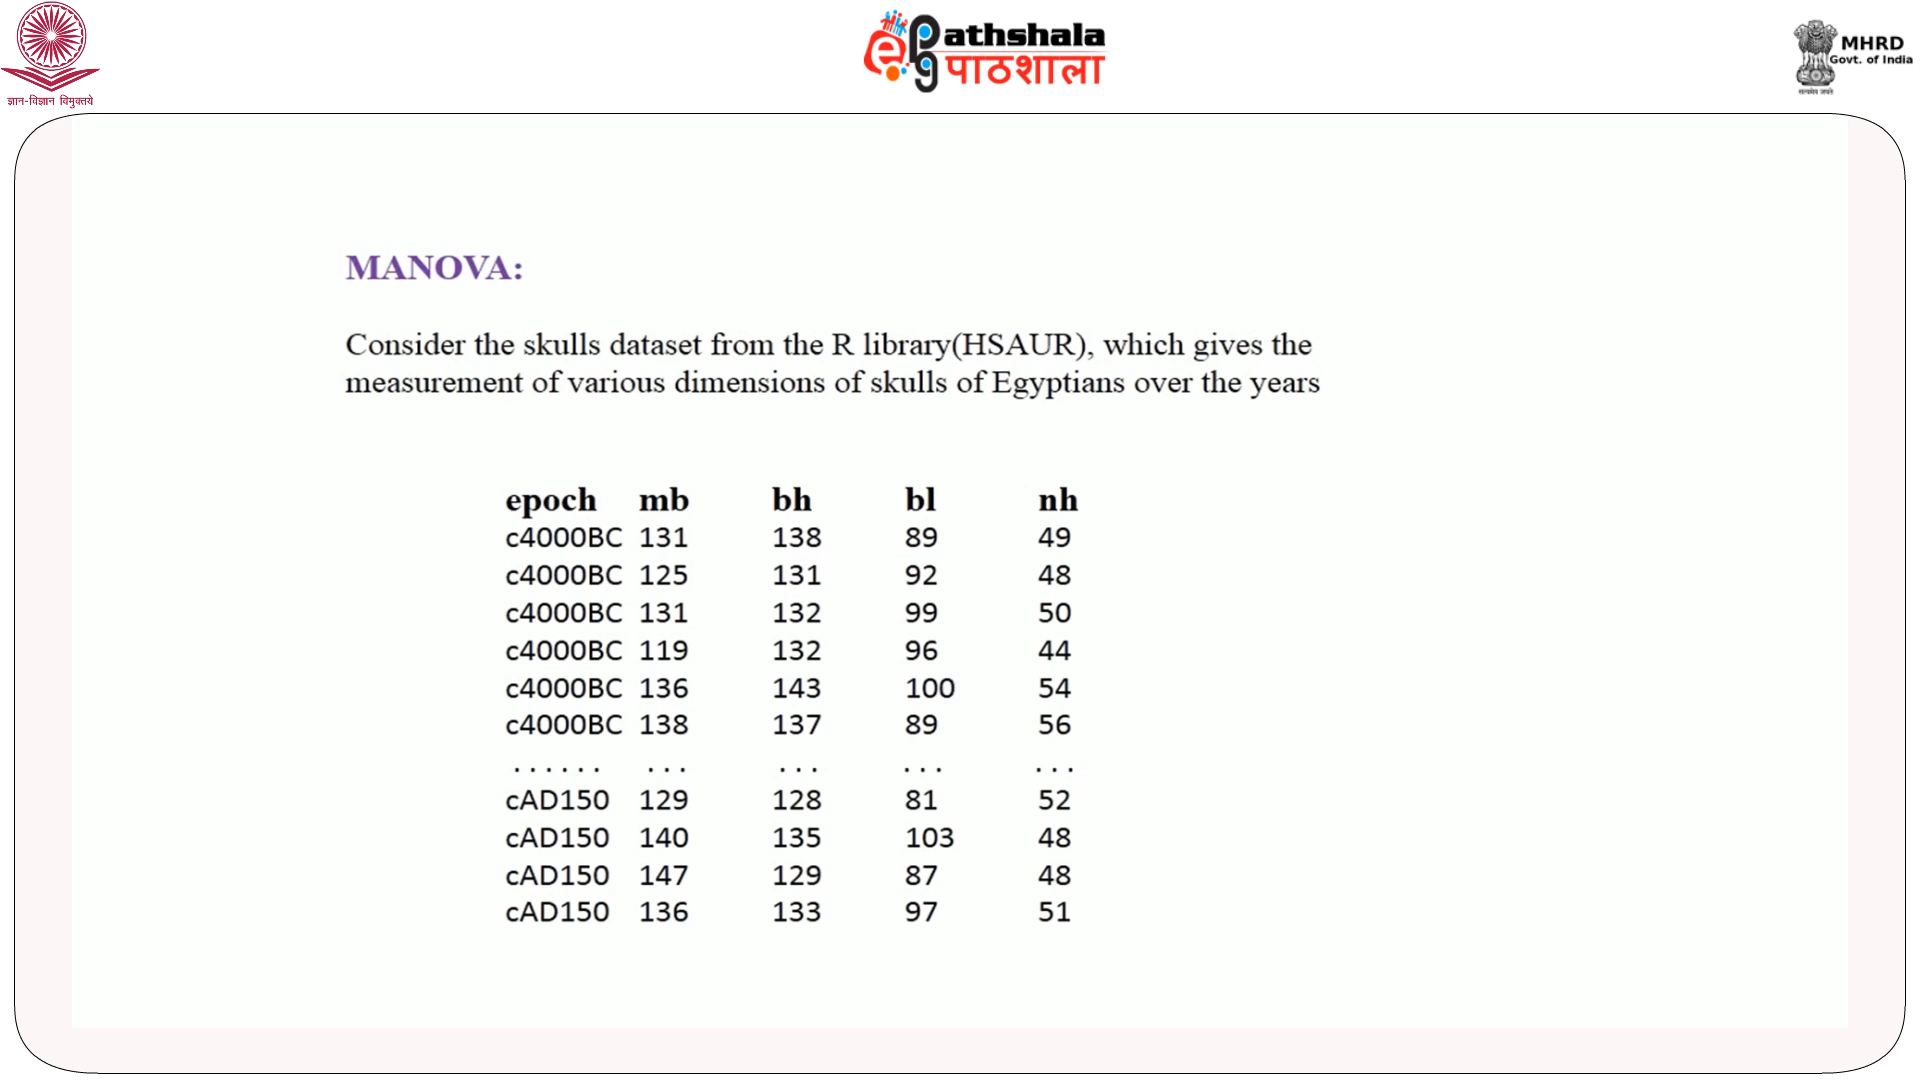 ज्ञान-विज्ञान विमुक्तये
ePathshala
पाठशाला
MHRD
Govt. of India
सत्यमेव जयते
MANOVA:
Consider the skulls dataset from the R library(HSAUR), which gives the
measurement of various dimensions of skulls of Egyptians over the years
epoch mb bh bl nh
c4000BC 131 138 89 49
c4000BC 125 131 92 48
c4000BC 131 132 99 50
c4000BC 119 132 96 44
c4000BC 136 143 100 54
c4000BC 138 137 89 56
...... ... ... ... ...
cAD150 129 128 81 52
cAD150 140 135 103 48
cAD150 147 129 87 48
cAD150 136 133 97 51